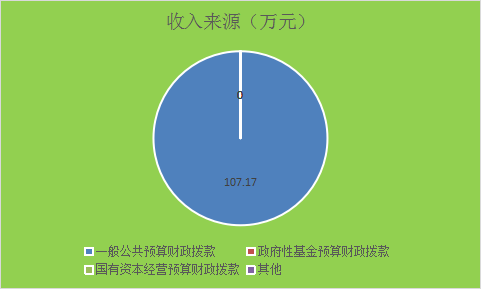 收入来源（万元）
0
107.17
一般公共预算财政拨款 政府性基金预算财政拨款
国有资本经营预算财政拨款 其他